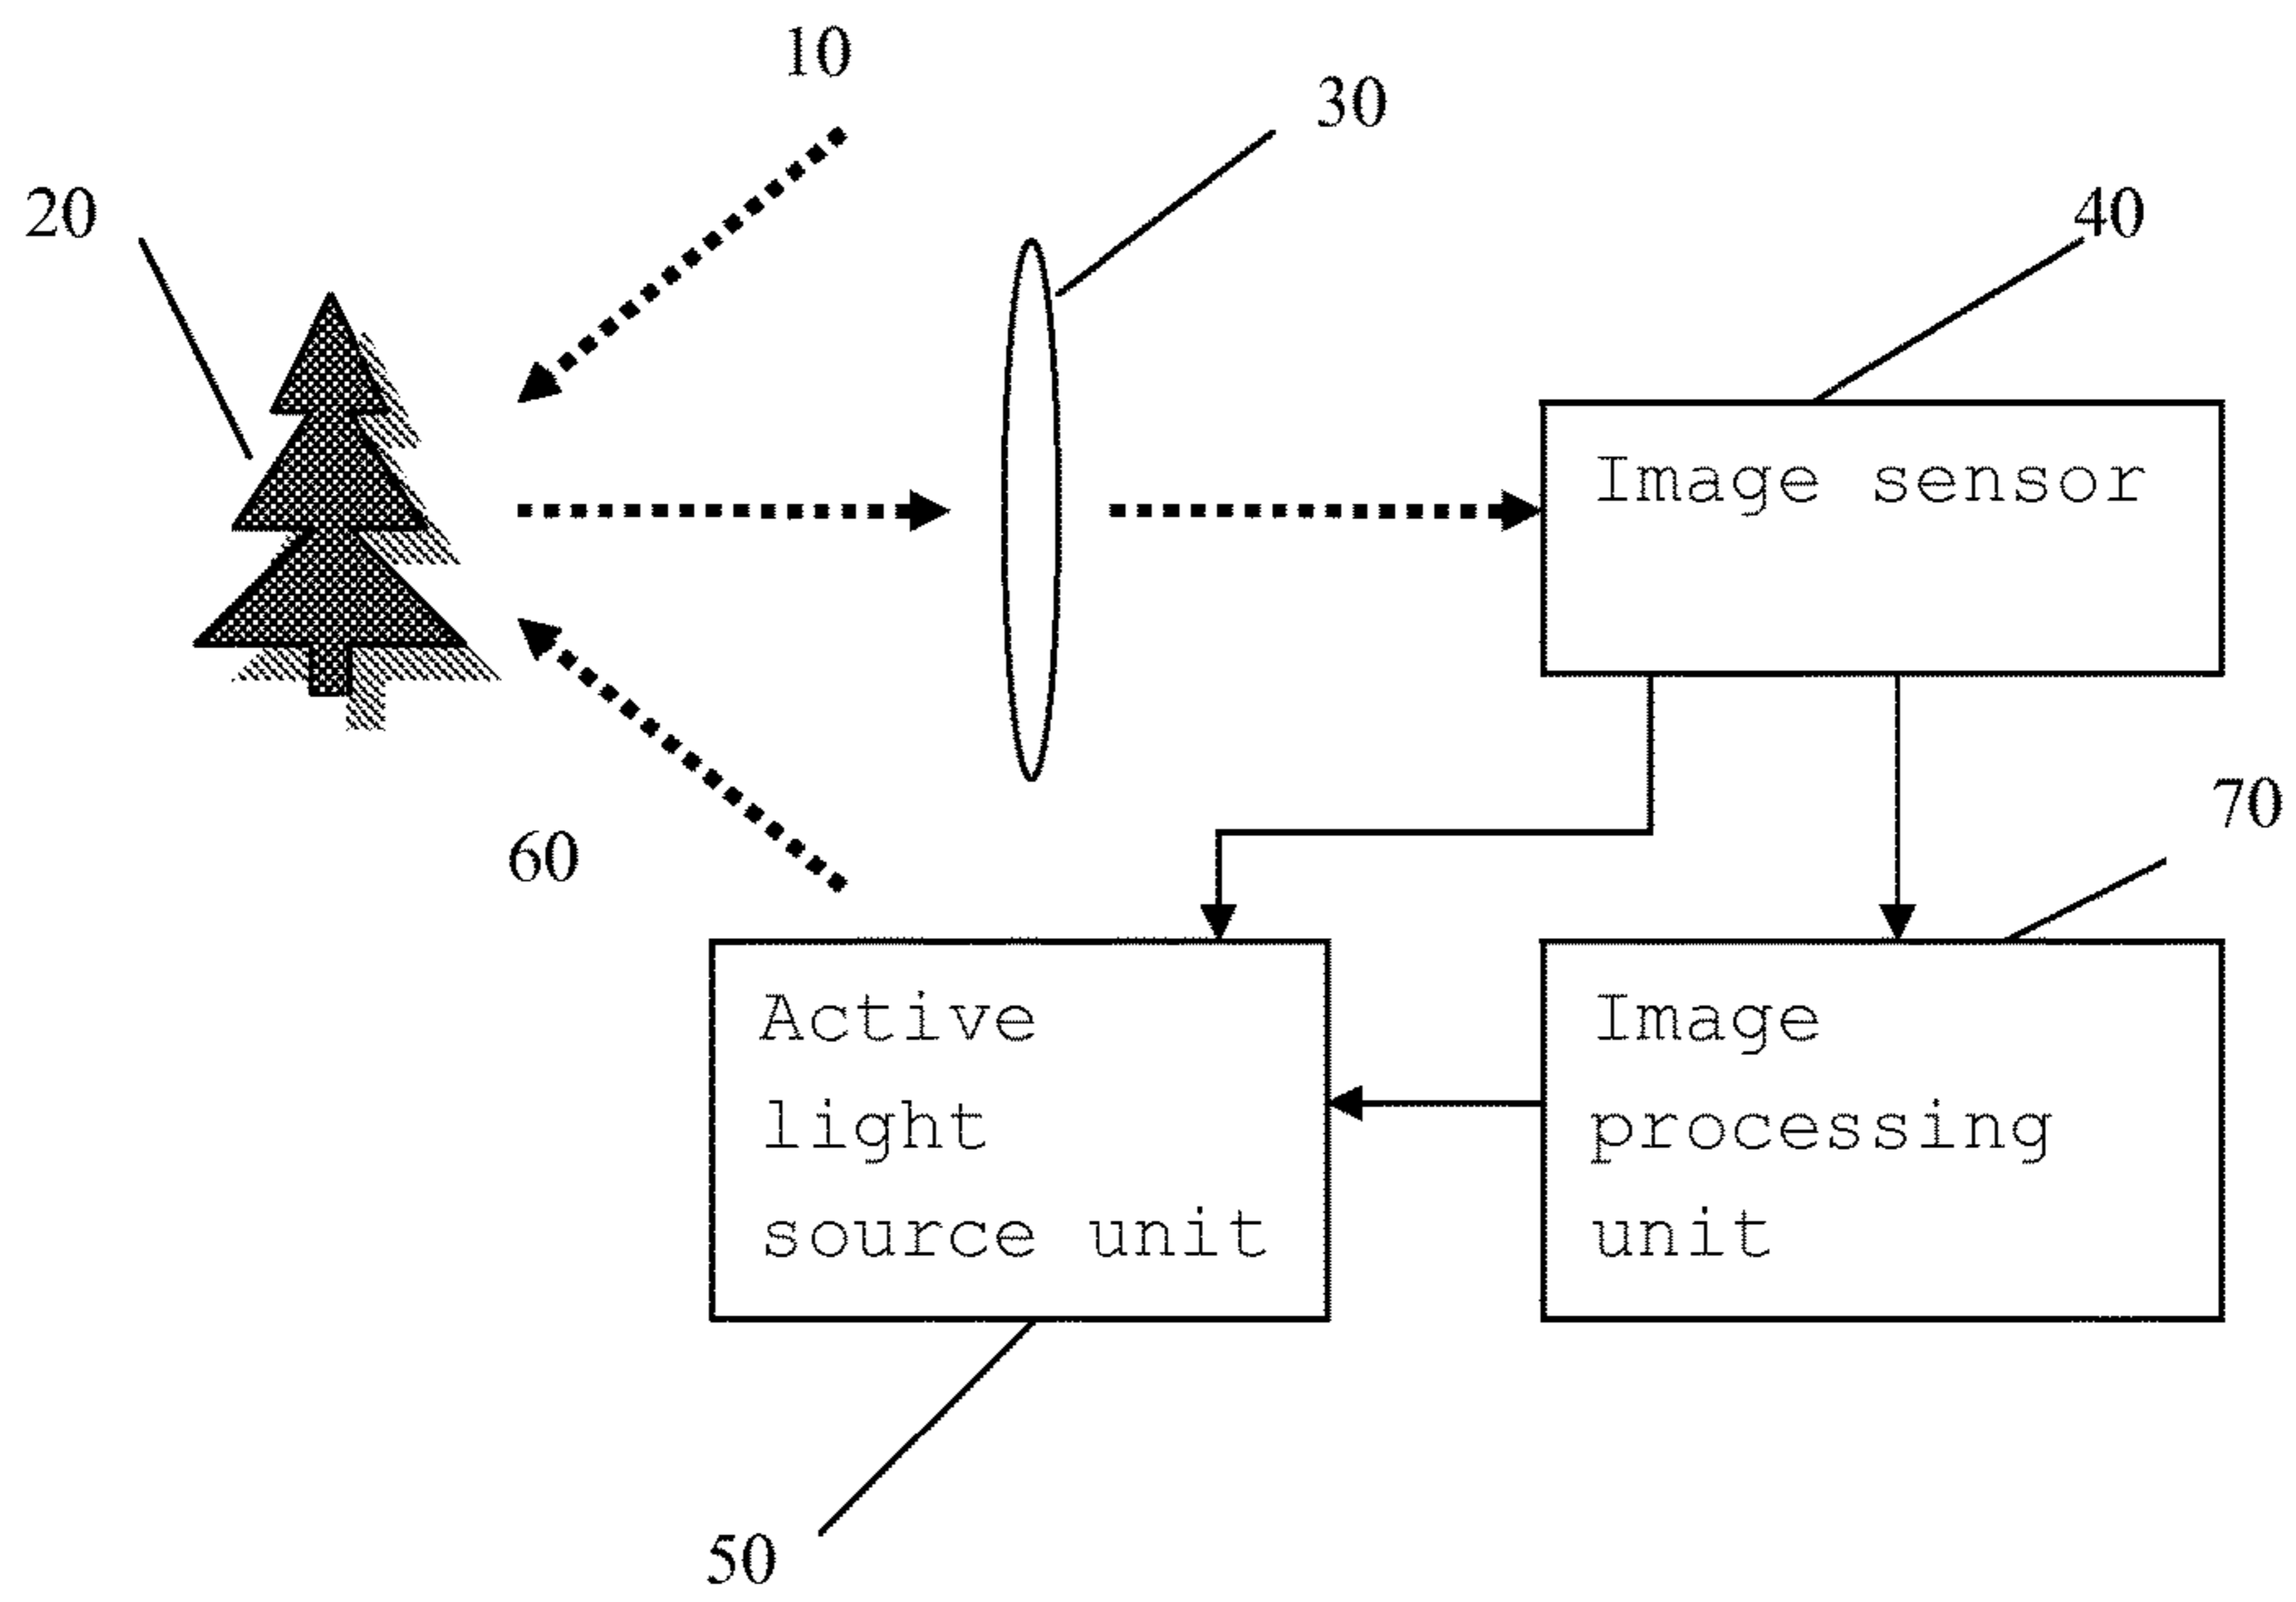 10
30
20
40
Image sensor
70
60
Active
light
source unit
Image
processing
unit
50